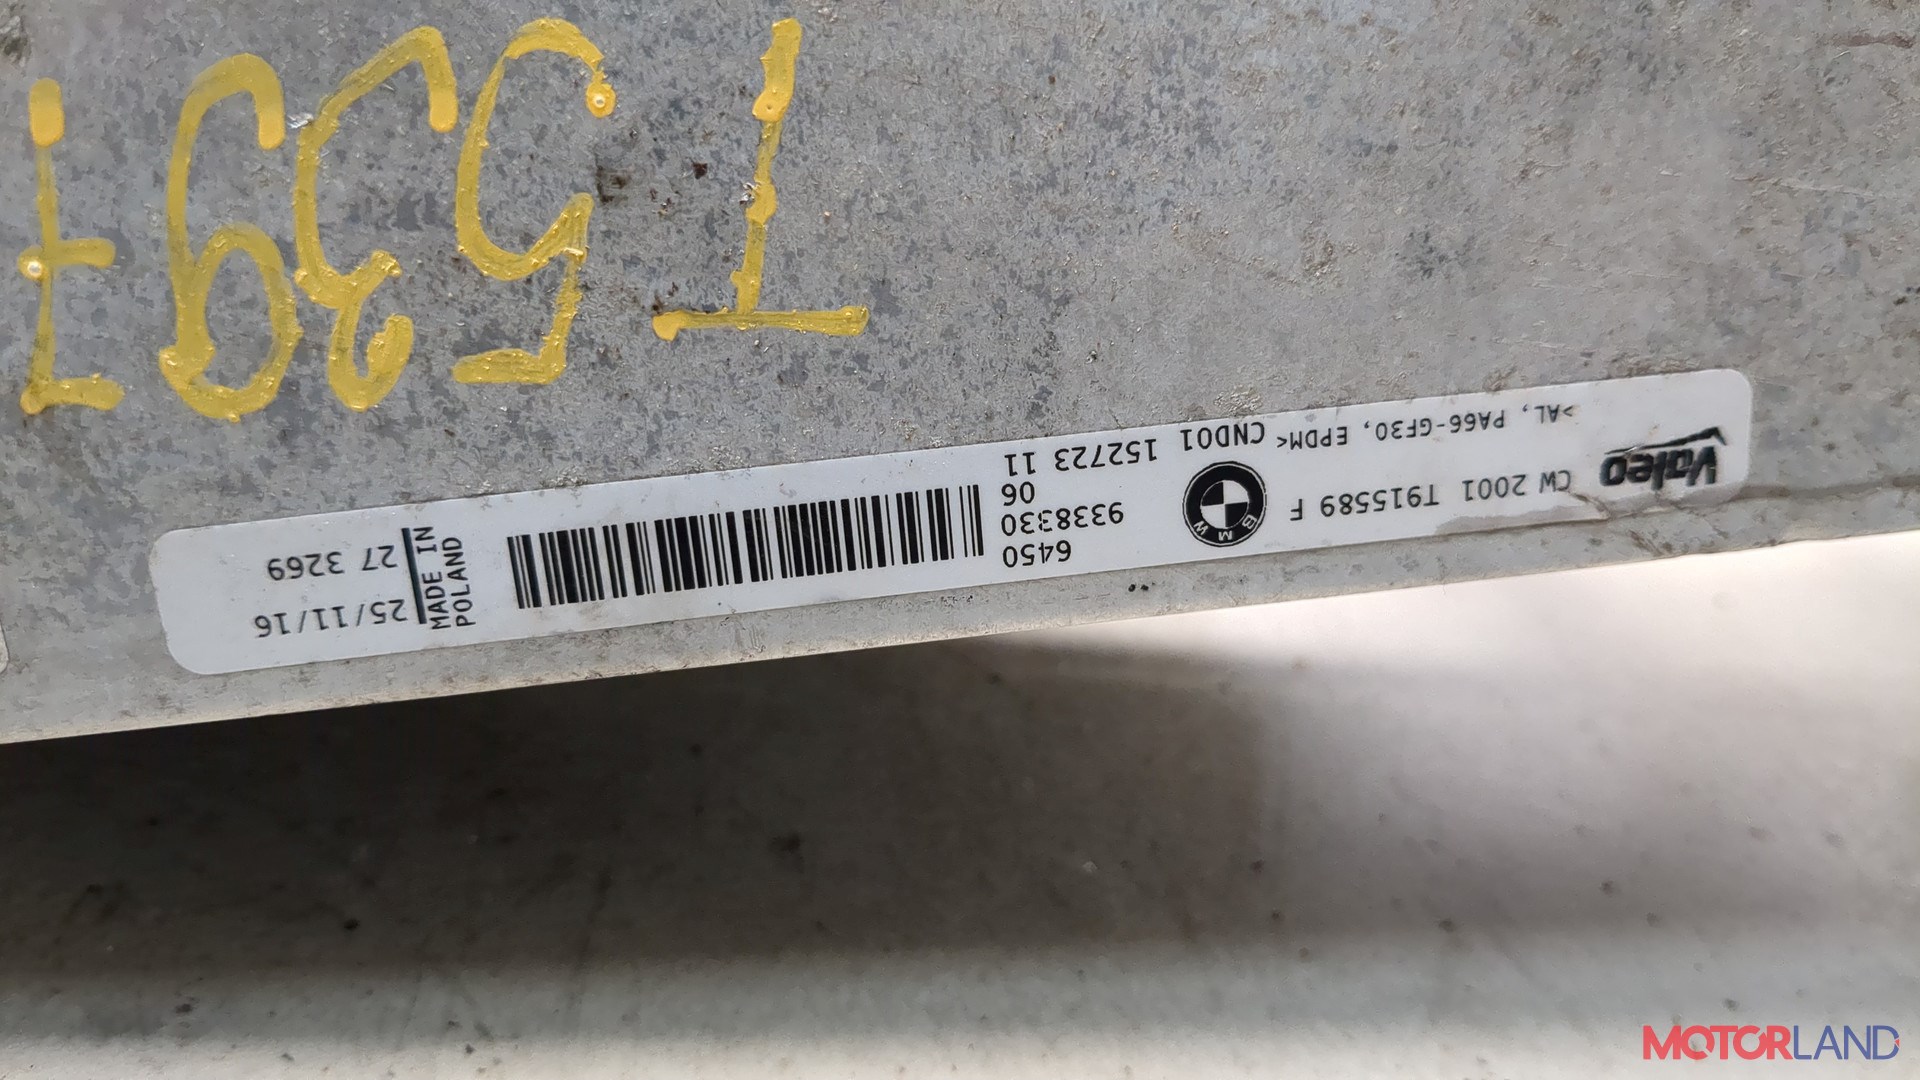 T5397
Valeo
CW 2001 T915589 F
>AL, PA66-GF30, EPDM< CND01 152723 11
BMW
6450
9338330
06
MADE IN
POLAND
25/11/16
27 3269
MOTORLAND